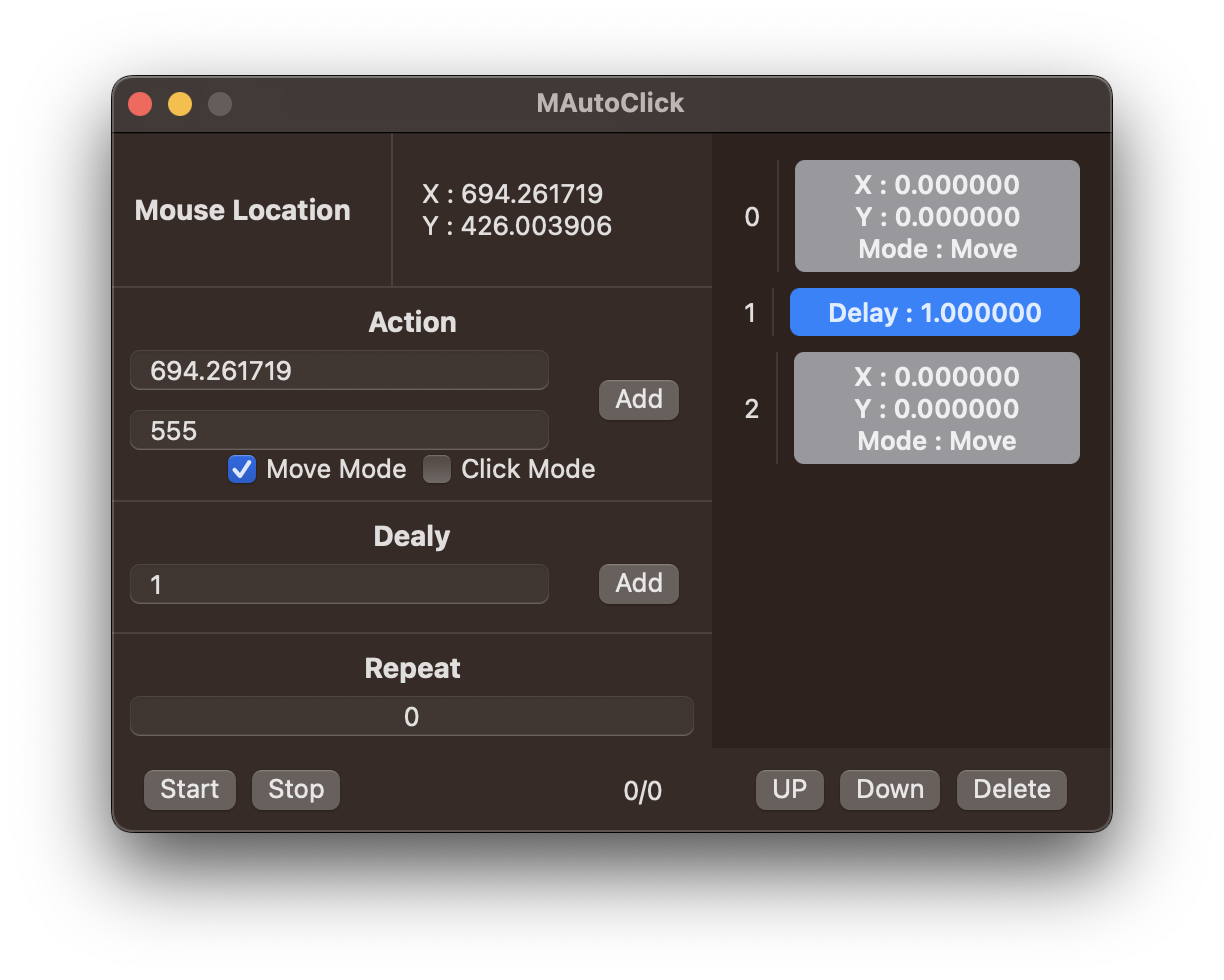 MAutoClick
Mouse Location
X : 694.261719
Y : 426.003906
Action
694.261719
555
Add
Move Mode
Click Mode
Dealy
1
Add
Repeat
0
Start
Stop
0/0
0
X : 0.000000
Y : 0.000000
Mode : Move
1
Delay : 1.000000
2
X : 0.000000
Y : 0.000000
Mode : Move
UP
Down
Delete